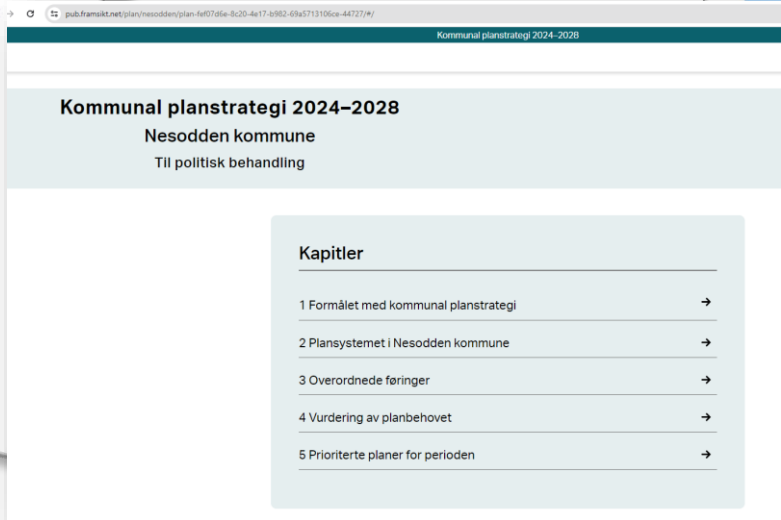 pub.framsikt.net/plan/nesodden/plan-fef07d6e-8c20-4e17-b982-69a5713106ce-44727/#/
Kommunal planstrategi 2024–2028
Kommunal planstrategi 2024–2028
Nesodden kommune
Til politisk behandling
Kapitler
1 Formålet med kommunal planstrategi
2 Plansystemet i Nesodden kommune
3 Overordnede føringer
4 Vurdering av planbehovet
5 Prioriterte planer for perioden